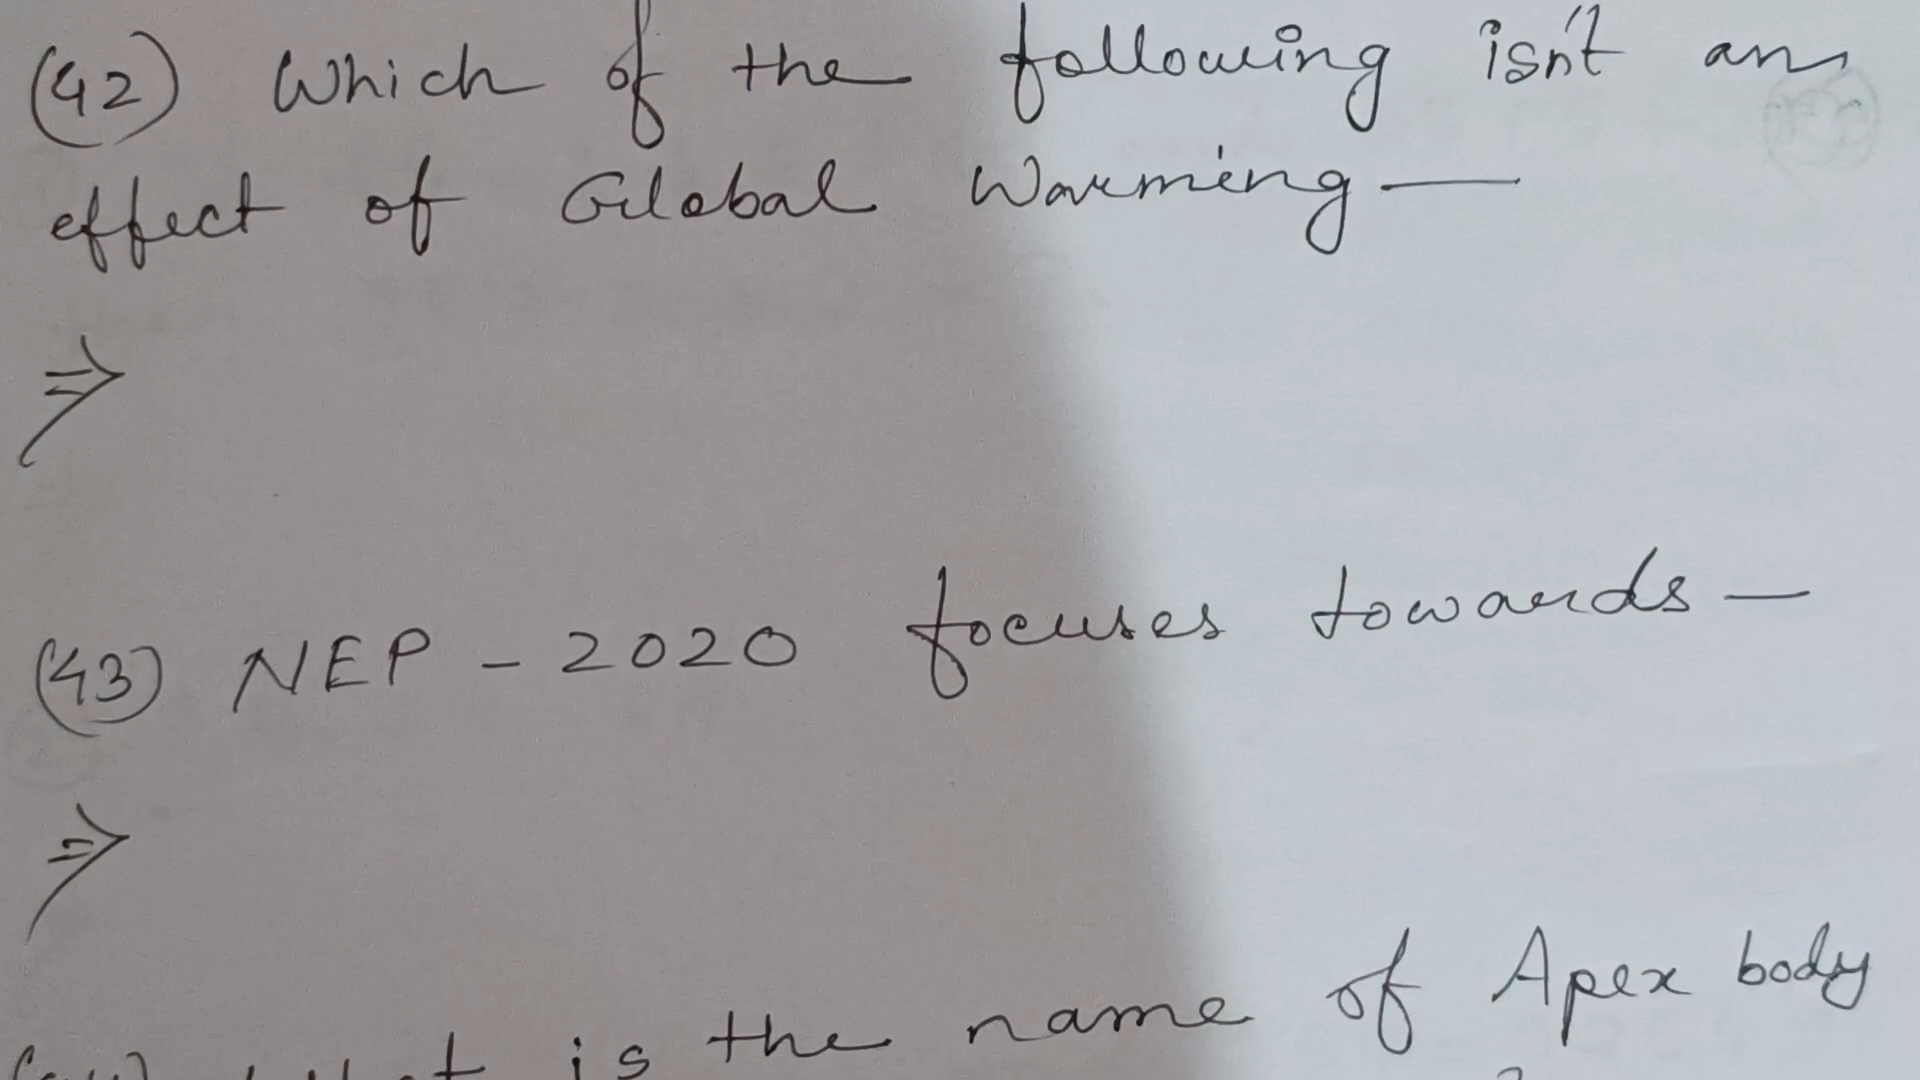 (42) Which of the following isn't an
effect of Global Warming —
⇒
(43) NEP - 2020 focuses towards —
⇒
is the name of Apex body